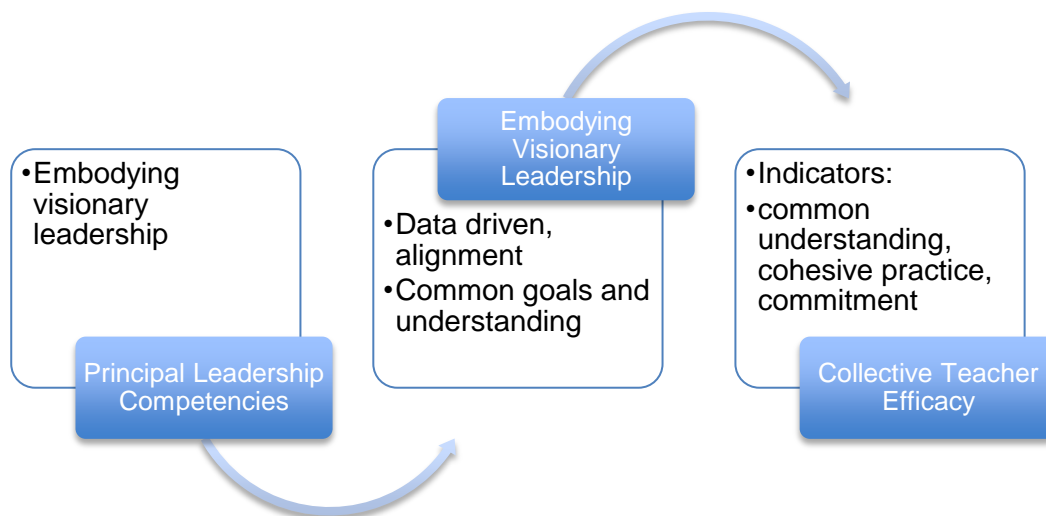 •Embodying
visionary
leadership
Principal Leadership
Competencies
Embodying
Visionary
Leadership
•Data driven,
alignment
•Common goals and
understanding
•Indicators:
•common
understanding,
cohesive practice,
commitment
Collective Teacher
Efficacy